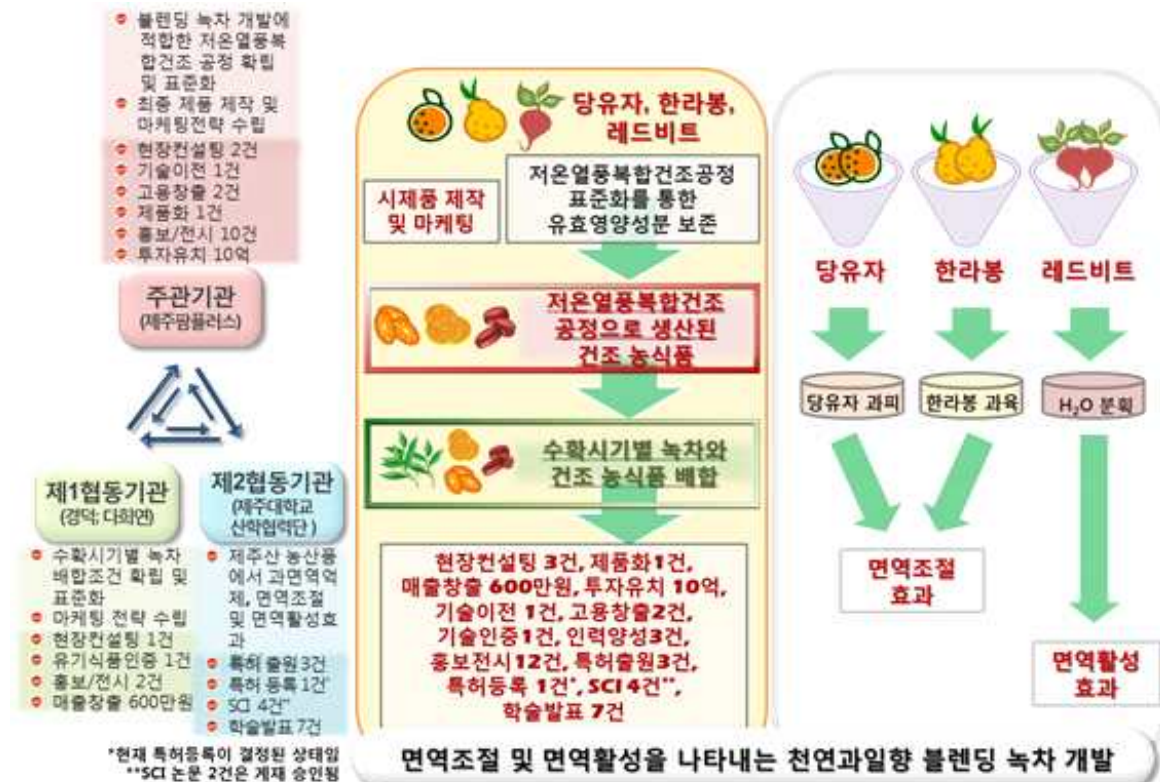 블렌딩 녹차 개발에
적합한 저온열풍복
합건조 공정 확립
및 표준화
최종 제품 제작 및
마케팅전략 수립
현장컨설팅 2건
기술이전 1건
고용창출 2건
제품화 1건
홍보/전시 10건
투자유치 10억
주관기관
(제주팜플러스)
제1협동기관
(경덕; 다희연)
수확시기별 녹차
배합조건 확립 및
표준화
마케팅 전략 수립
현장컨설팅 1건
유기식품인증 1건
홍보/전시 2건
매출창출 600만원
제2협동기관
(제주대학교
산학협력단)
제주산 농산품
에서 과면역억
제, 면역조절
및 면역활성효
과
특허 출원 3건
특허 등록 1건*
SCI 4건**
학술발표 7건
*현재 특허등록이 결정된 상태임
**SCI 논문 2건은 게재 승인됨
당유자, 한라봉,
레드비트
시제품 제작
및 마케팅
저온열풍복합건조공정
표준화를 통한
유효영양성분 보존
저온열풍복합건조
공정으로 생산된
건조 농식품
수확시기별 녹차와
건조 농식품 배합
현장컨설팅 3건, 제품화1건,
매출창출 600만원, 투자유치 10억,
기술이전 1건, 고용창출2건,
기술인증1건, 인력양성3건,
홍보전시12건, 특허출원3건,
특허등록 1건*, SCI 4건**,
학술발표 7건
당유자 한라봉 레드비트
당유자 과피 한라봉 과육 H₂O 분획
면역조절
효과
면역활성
효과
면역조절 및 면역활성을 나타내는 천연과일향 블렌딩 녹차 개발